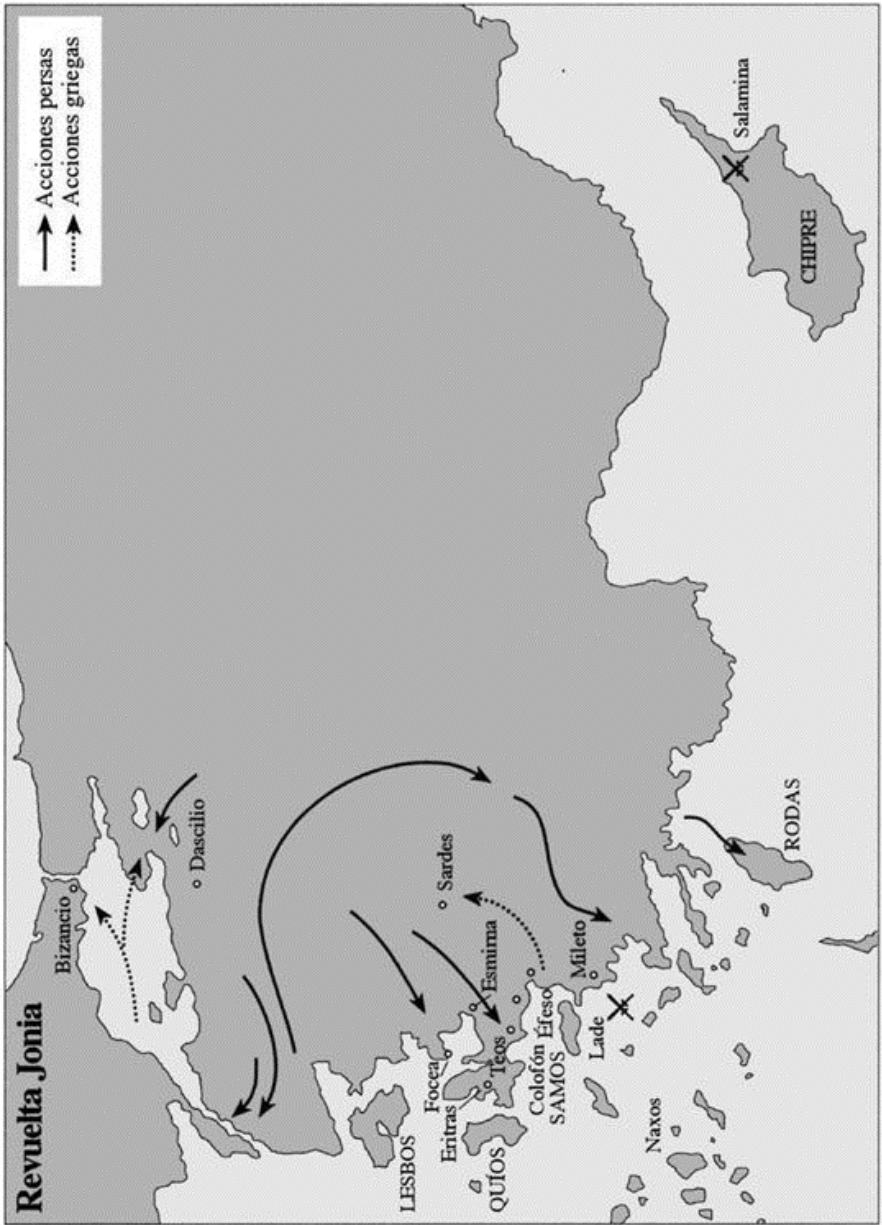 Revuelta Jonia
Acciones persas
Acciones griegas
Bizancio
Dascilio
Sardes
Esmirna
Focea
Teos
Eritras
LESBOS
QUÍOS
Colofón
Éfeso
SAMOS
Mileto
Lade
Naxos
RODAS
Salamina
CHIPRE